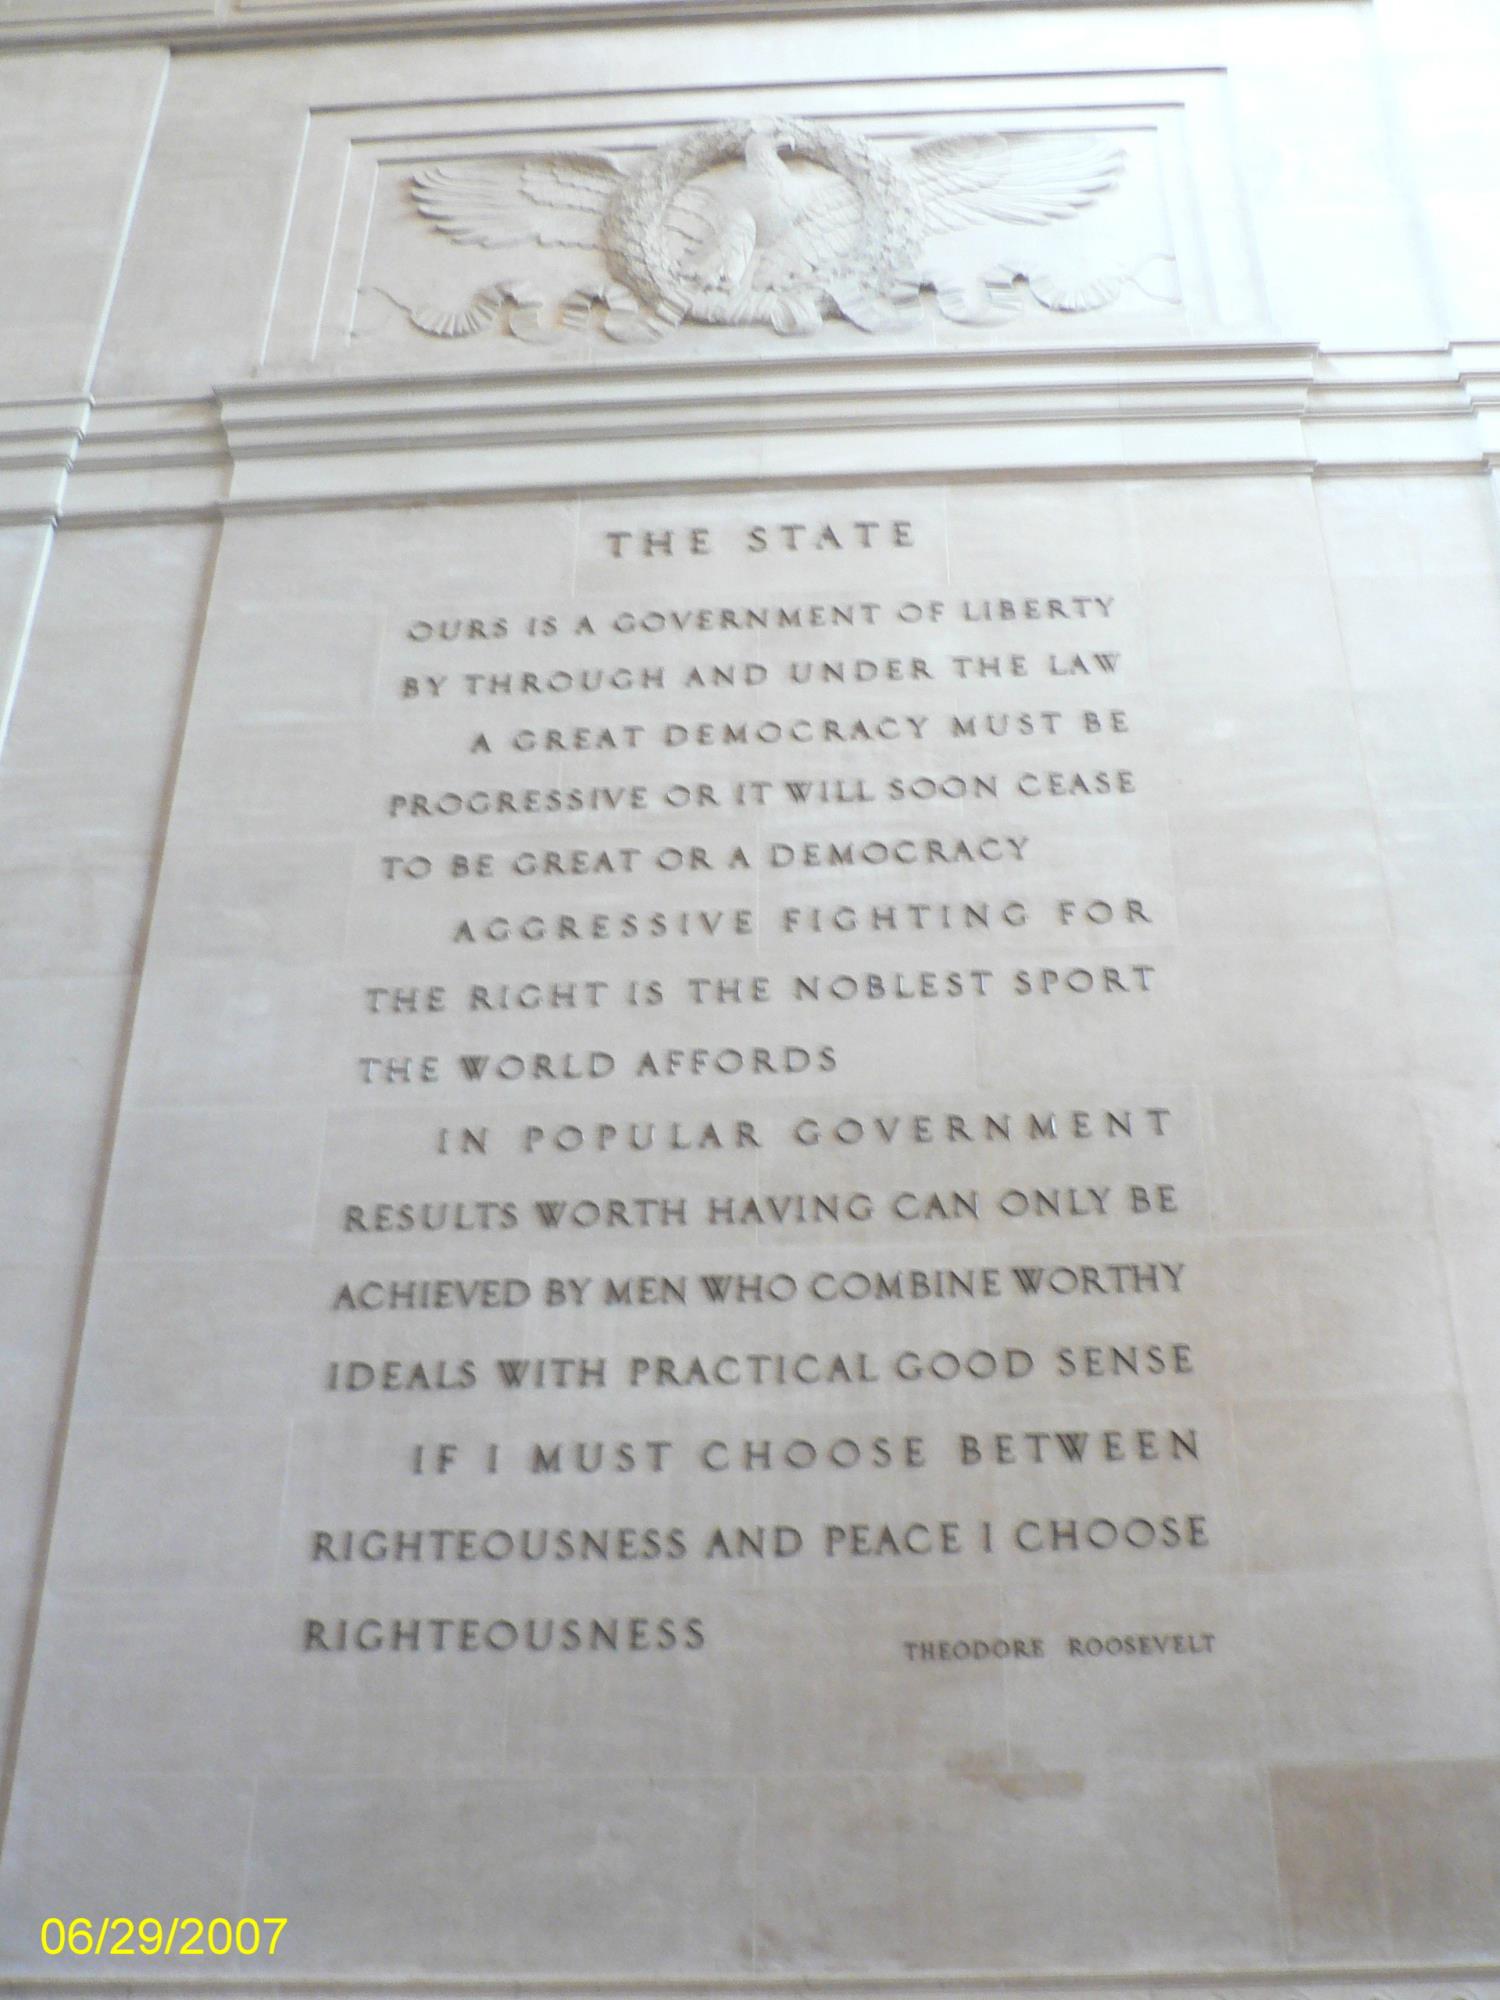 THE STATE
OURS IS A GOVERNMENT OF LIBERTY
BY THROUGH AND UNDER THE LAW
A GREAT DEMOCRACY MUST BE
PROGRESSIVE OR IT WILL SOON CEASE
TO BE GREAT OR A DEMOCRACY
AGGRESSIVE FIGHTING FOR
THE RIGHT IS THE NOBLEST SPORT
THE WORLD AFFORDS
IN POPULAR GOVERNMENT
RESULTS WORTH HAVING CAN ONLY BE
ACHIEVED BY MEN WHO COMBINE WORTHY
IDEALS WITH PRACTICAL GOOD SENSE
IF I MUST CHOOSE BETWEEN
RIGHTEOUSNESS AND PEACE I CHOOSE
RIGHTEOUSNESS
THEODORE ROOSEVELT
06/29/2007